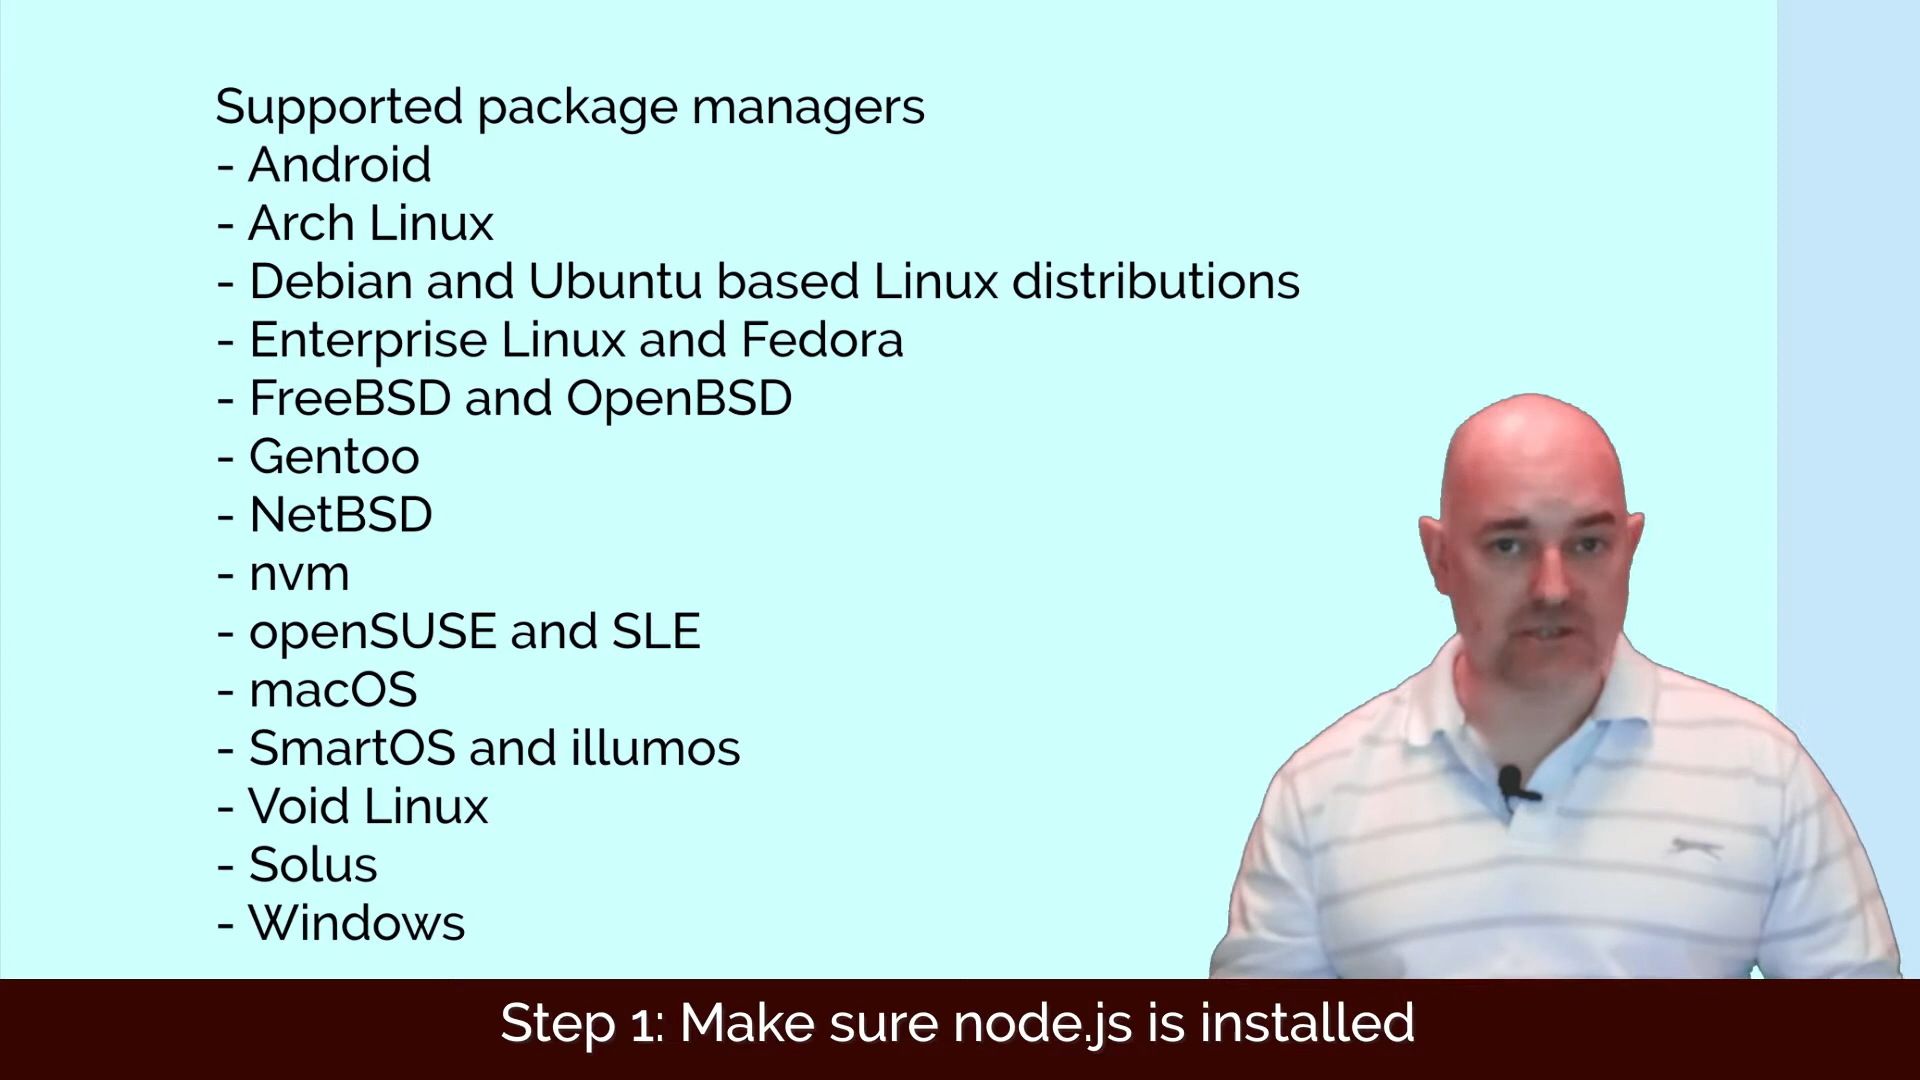 Supported package managers
- Android
- Arch Linux
- Debian and Ubuntu based Linux distributions
- Enterprise Linux and Fedora
- FreeBSD and OpenBSD
- Gentoo
- NetBSD
- nvm
- openSUSE and SLE
- macOS
- SmartOS and illumos
- Void Linux
- Solus
- Windows
Step 1: Make sure node.js is installed